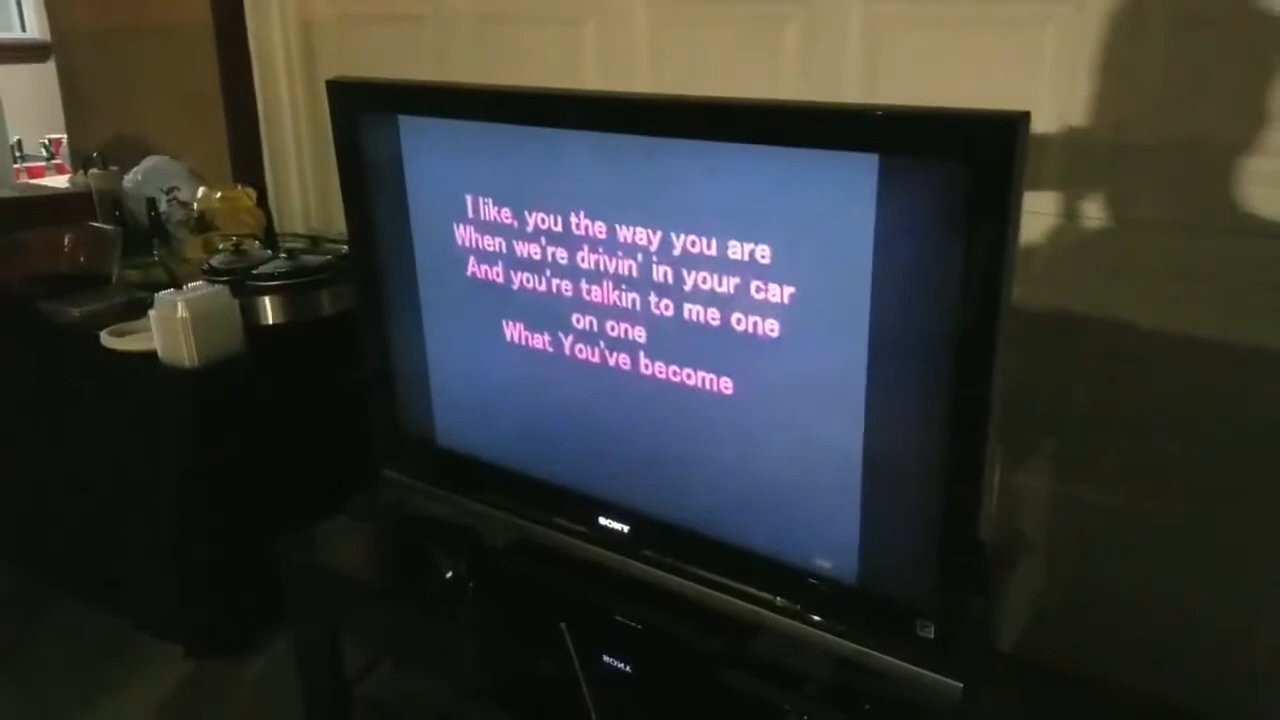 I like, you the way you are
When we're drivin' in your car
And you're talkin to me one
on one
What You've become
SONY